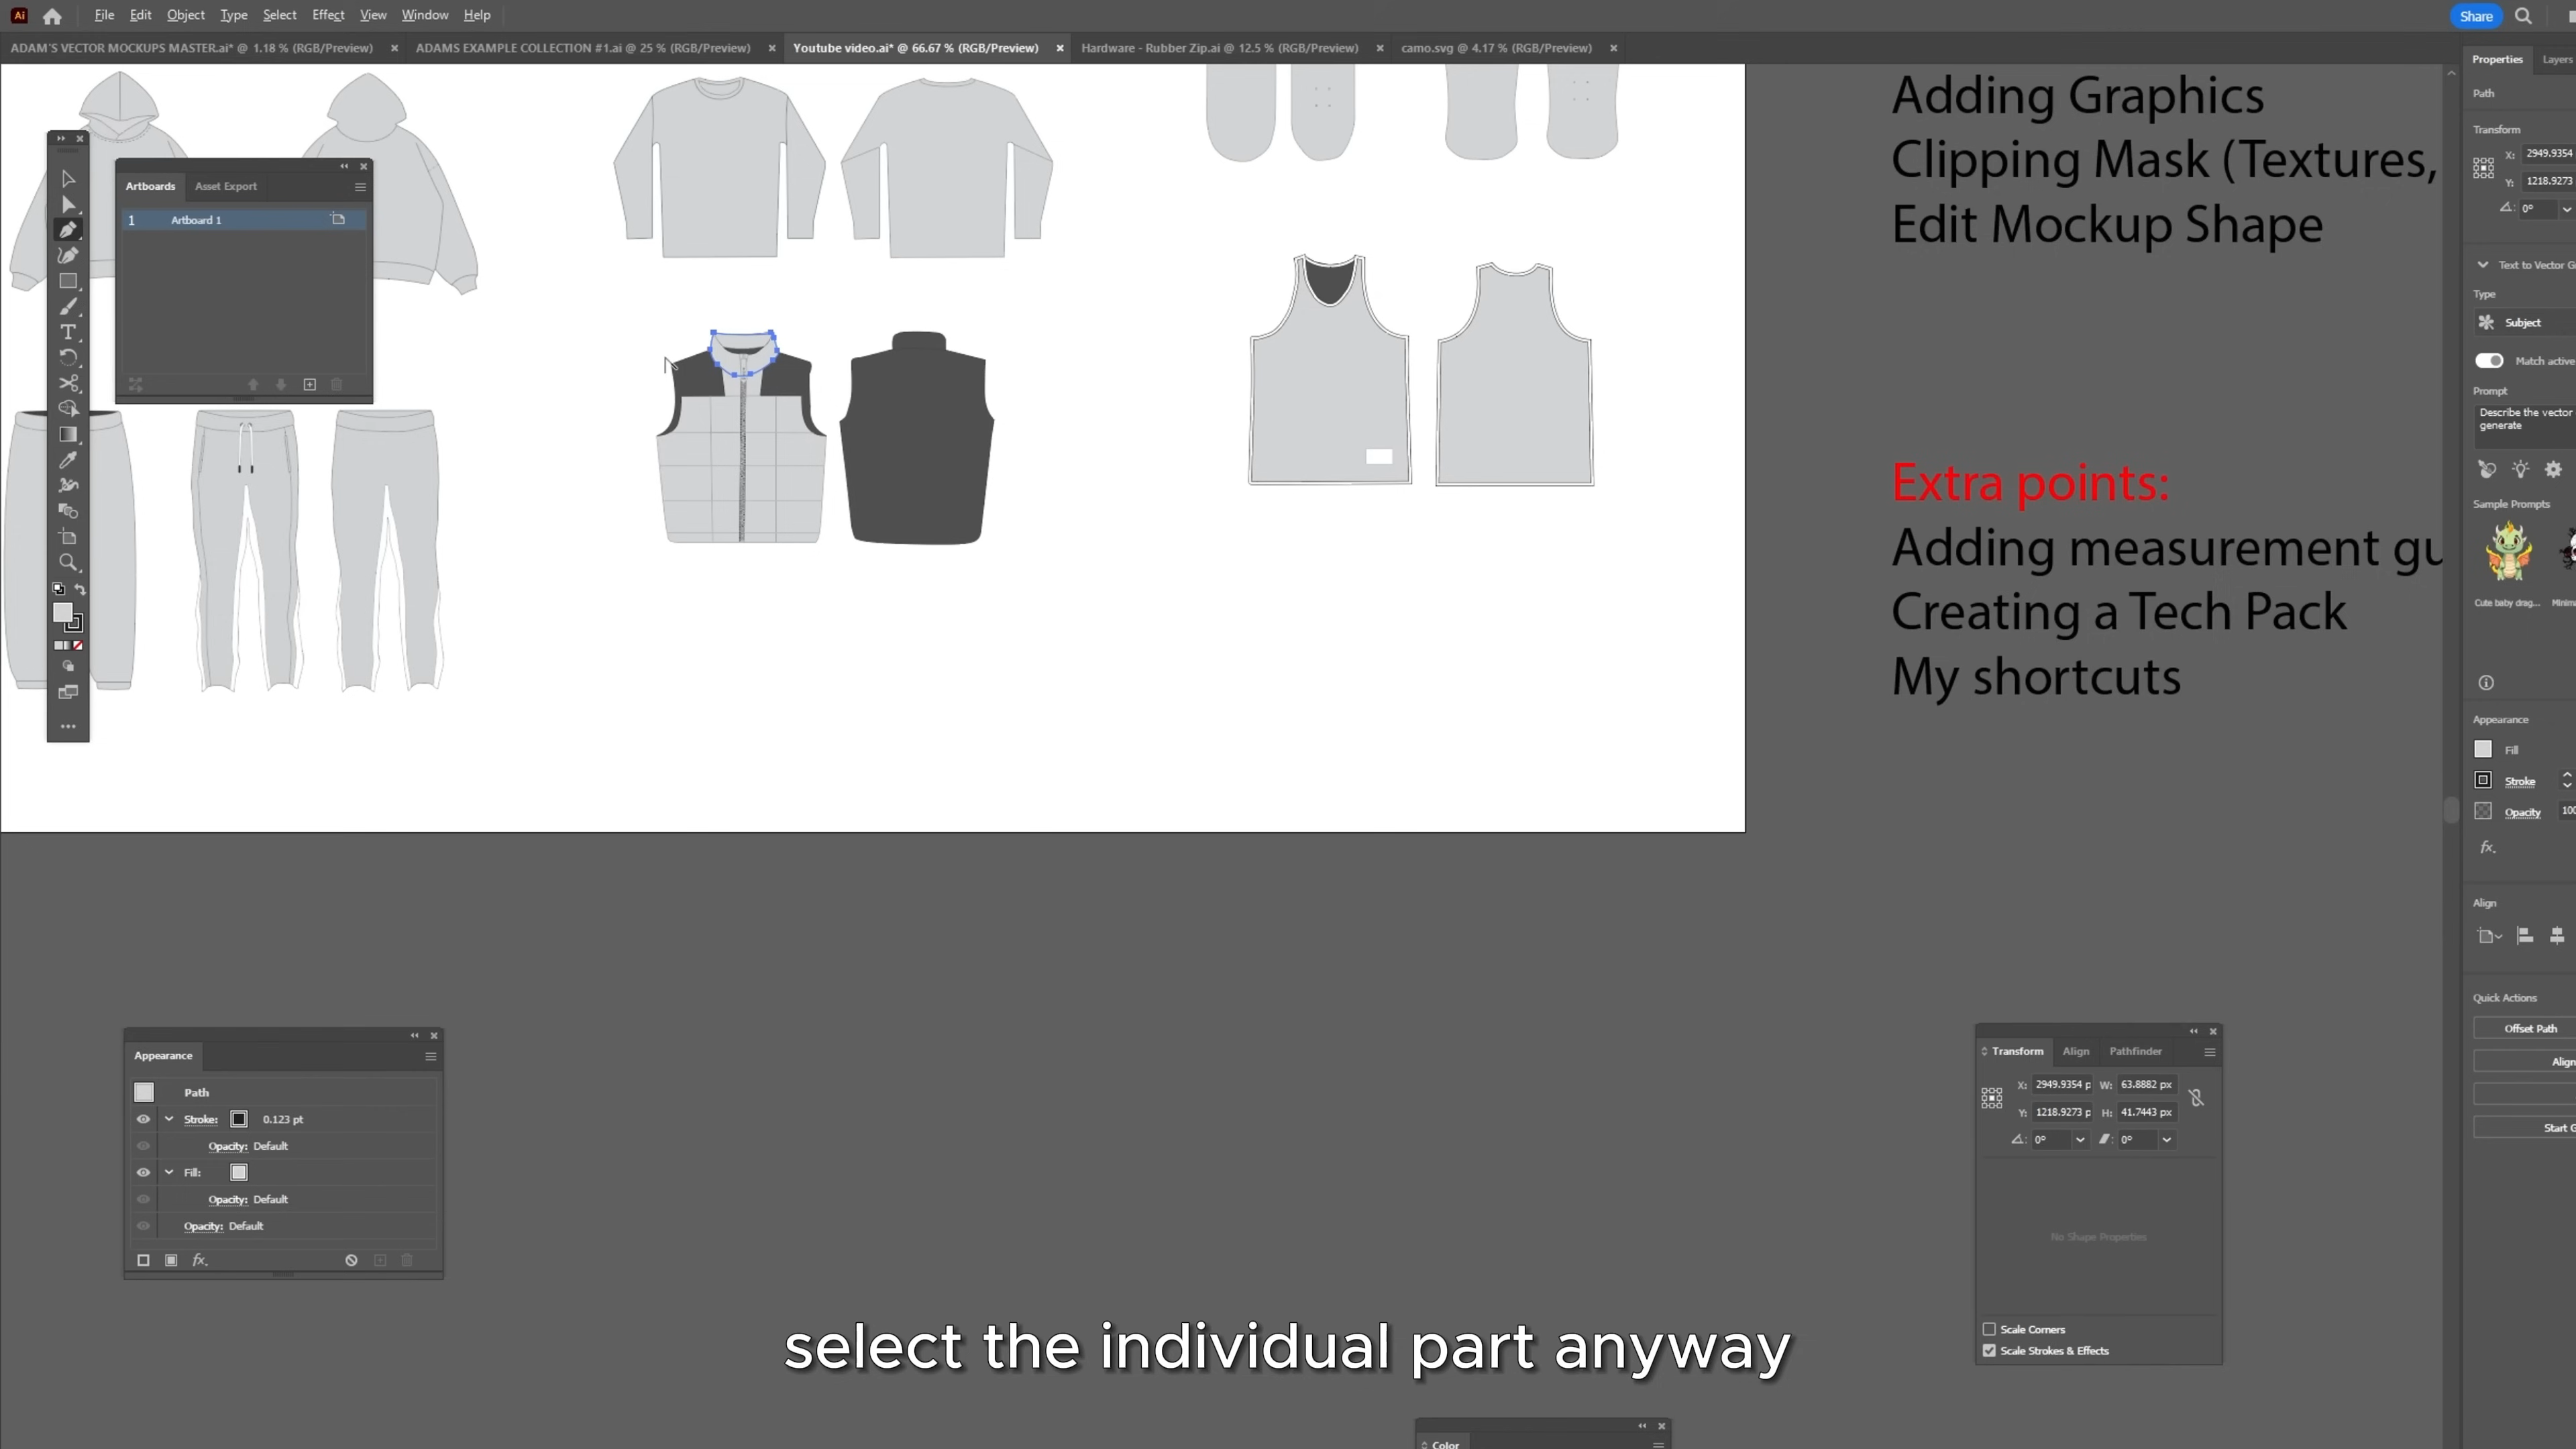 Ai
File Edit Object Type Select Effect View Window Help
Share
ADAM'S VECTOR MOCKUPS MASTER.ai* @ 1.18 % (RGB/Preview)
ADAMS EXAMPLE COLLECTION #1.ai @ 25 % (RGB/Preview)
Youtube video.ai* @ 66.67 % (RGB/Preview)
Hardware - Rubber Zip.ai @ 12.5 % (RGB/Preview)
camo.svg @ 4.17 % (RGB/Preview)
Artboards Asset Export
1 Artboard 1
Adding Graphics
Clipping Mask (Textures,
Edit Mockup Shape
Extra points:
Adding measurement gu
Creating a Tech Pack
My shortcuts
Properties Layers
Path
Transform
X: 2949.9354
Y: 1218.9273
0°
Text to Vector G
Type
Subject
Match active
Prompt
Describe the vector
generate
Sample Prompts
Cute baby drag...
Appearance
Fill
Stroke
Opacity 100
fx.
Align
Quick Actions
Offset Path
Align
Start G
Appearance
Path
Stroke: 0.123 pt
Opacity: Default
Fill:
Opacity: Default
Opacity: Default
fx.
Transform Align Pathfinder
X: 2949.9354 p W: 63.8882 px
Y: 1218.9273 p H: 41.7443 px
0° 0°
No Shape Properties
Scale Corners
Scale Strokes & Effects
select the individual part anyway
Color